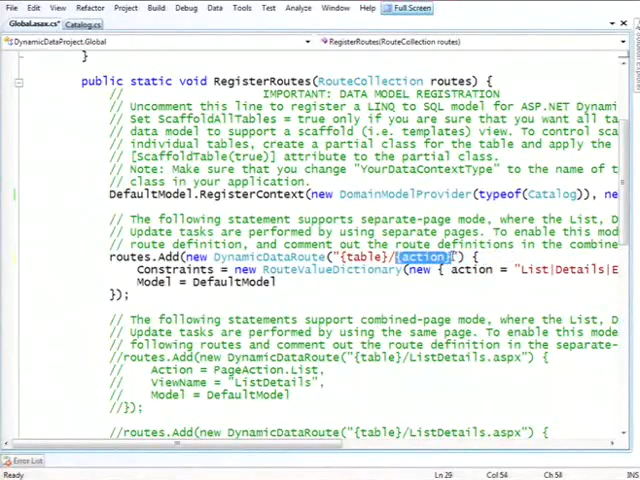 File Edit View Refactor Project Build Debug Data Tools Test Analyze Window Help Full Screen
Global.asax.cs* Catalog.cs
DynamicDataProject.Global RegisterRoutes(RouteCollection routes)
}
public static void RegisterRoutes(RouteCollection routes) {
// IMPORTANT: DATA MODEL REGISTRATION
// Uncomment this line to register a LINQ to SQL model for ASP.NET Dynami
// Set ScaffoldAllTables = true only if you are sure that you want all ta
// data model to support a scaffold (i.e. templates) view. To control sca
// individual tables, create a partial class for the table and apply the
// [ScaffoldTable(true)] attribute to the partial class.
// Note: Make sure that you change "YourDataContextType" to the name of t
// class in your application.
DefaultModel.RegisterContext(new DomainModelProvider(typeof(Catalog)), ne
// The following statement supports separate-page mode, where the List, D
// Update tasks are performed by using separate pages. To enable this mod
// route definition, and comment out the route definitions in the combine
routes.Add(new DynamicDataRoute("{table}/{action}") {
Constraints = new RouteValueDictionary(new { action = "List|Details|E
Model = DefaultModel
});
// The following statements support combined-page mode, where the List, D
// Update tasks are performed by using the same page. To enable this mode
// following routes and comment out the route definition in the separate-
//routes.Add(new DynamicDataRoute("{table}/ListDetails.aspx") {
// Action = PageAction.List,
// ViewName = "ListDetails",
// Model = DefaultModel
//});
//routes.Add(new DynamicDataRoute("{table}/ListDetails.aspx") {
Error List
Ready Ln 29 Col 54 Ch 54 INS